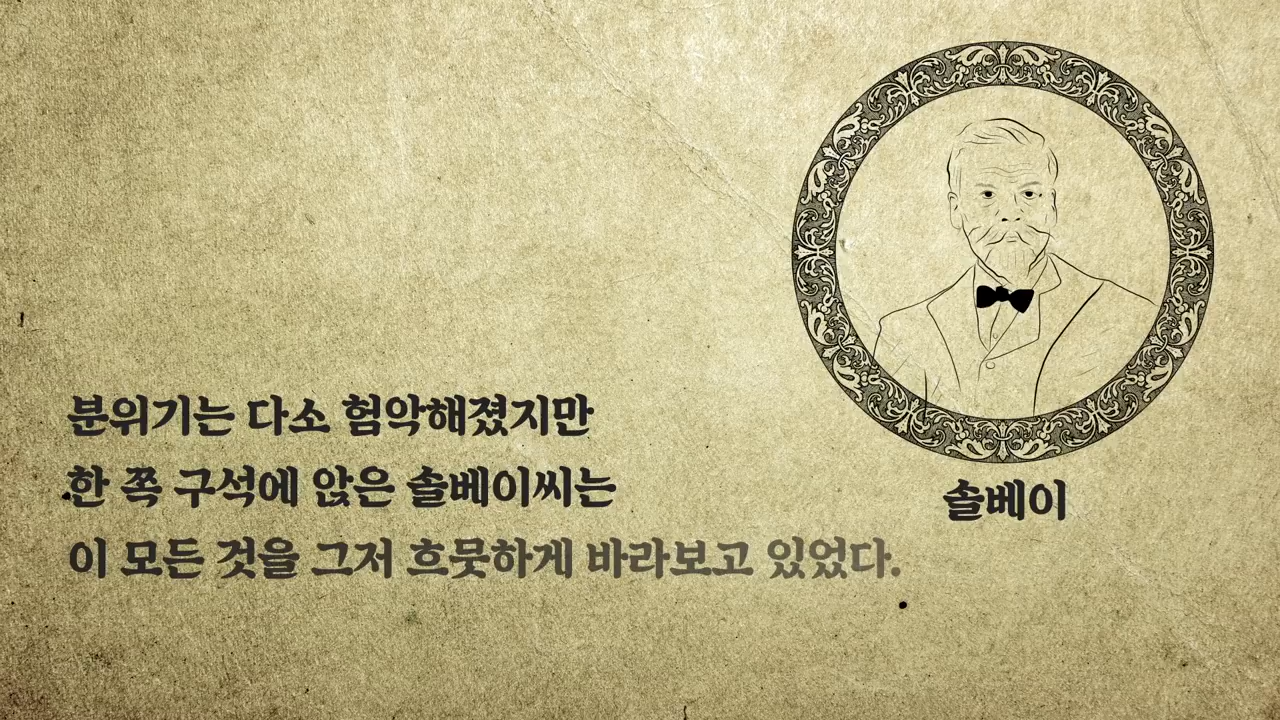 분위기는 다소 험악해졌지만
한 쪽 구석에 앉은 솔베이씨는
이 모든 것을 그저 흐뭇하게 바라보고 있었다.
솔베이